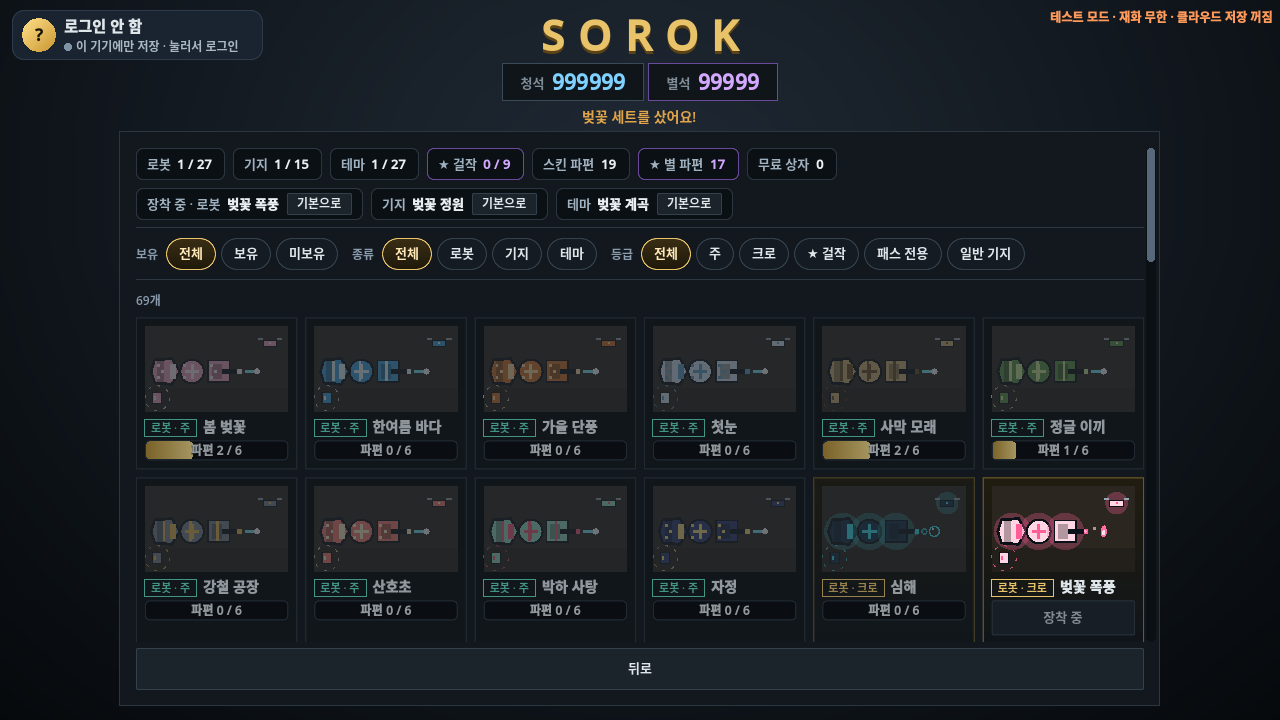 ?
로그인 안 함
이 기기에만 저장 · 눌러서 로그인
SOROK
테스트 모드 · 재화 무한 · 클라우드 저장 꺼짐
청석 999999
별석 99999
벚꽃 세트를 샀어요!
로봇 1 / 27
기지 1 / 15
테마 1 / 27
★ 걸작 0 / 9
스킨 파편 19
★ 별 파편 17
무료 상자 0
장착 중 · 로봇 벚꽃 폭풍 기본으로
기지 벚꽃 정원 기본으로
테마 벚꽃 계곡 기본으로
보유 전체 보유 미보유
종류 전체 로봇 기지 테마
등급 전체 주 크로 ★ 걸작 패스 전용 일반 기지
69개
로봇 · 주 봄 벚꽃
파편 2 / 6
로봇 · 주 한여름 바다
파편 0 / 6
로봇 · 주 가을 단풍
파편 0 / 6
로봇 · 주 첫눈
파편 0 / 6
로봇 · 주 사막 모래
파편 2 / 6
로봇 · 주 정글 이끼
파편 1 / 6
로봇 · 주 강철 공장
파편 0 / 6
로봇 · 주 산호초
파편 0 / 6
로봇 · 주 박하 사탕
파편 0 / 6
로봇 · 주 자정
파편 0 / 6
로봇 · 크로 심해
파편 0 / 6
로봇 · 크로 벚꽃 폭풍
장착 중
뒤로